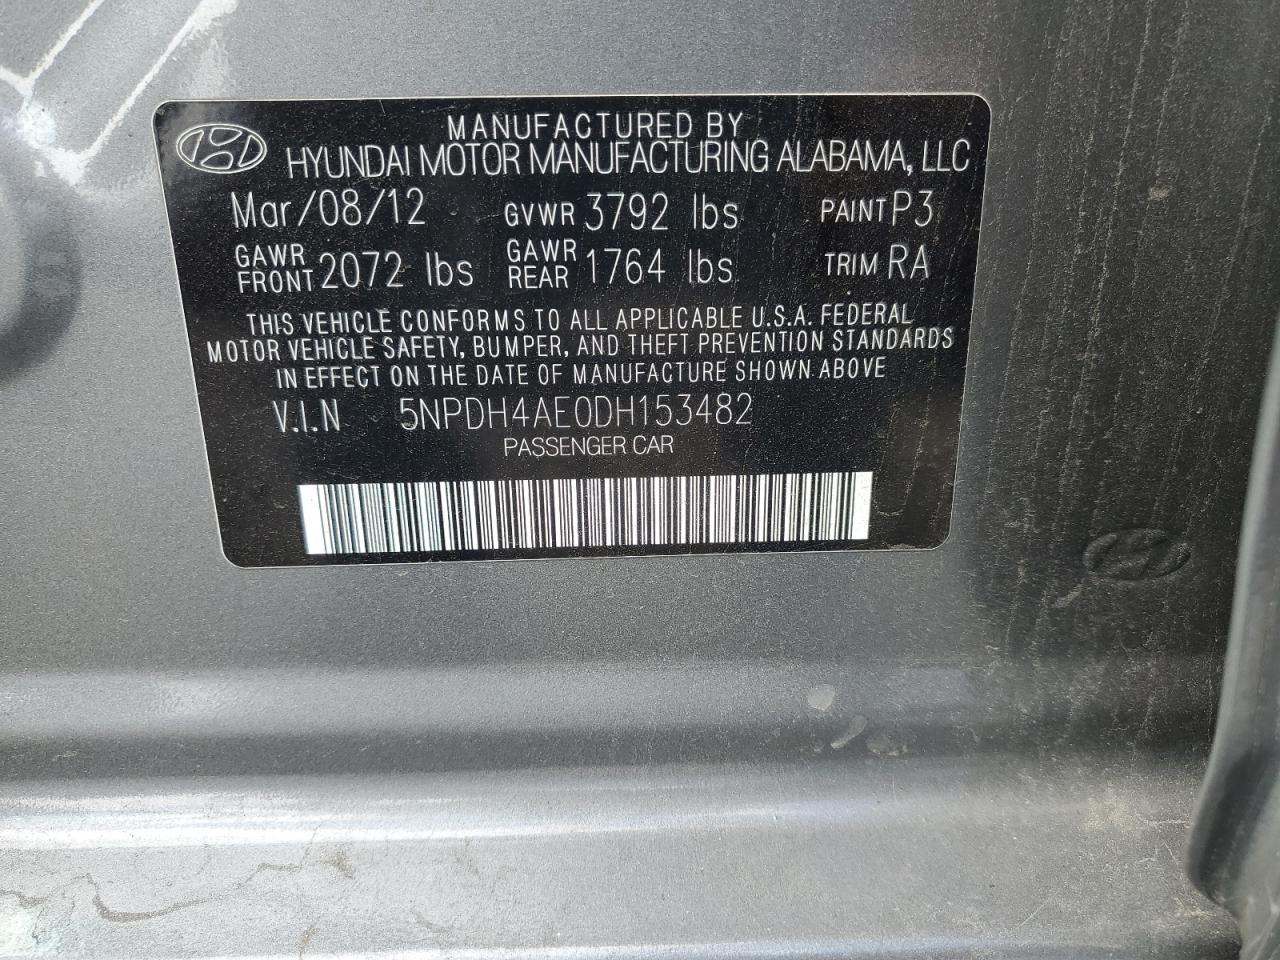 MANUFACTURED BY
HYUNDAI MOTOR MANUFACTURING ALABAMA, LLC
Mar/08/12 GVWR 3792 lbs PAINT P3
GAWR FRONT 2072 lbs GAWR REAR 1764 lbs TRIM RA
THIS VEHICLE CONFORMS TO ALL APPLICABLE U.S.A. FEDERAL
MOTOR VEHICLE SAFETY, BUMPER, AND THEFT PREVENTION STANDARDS
IN EFFECT ON THE DATE OF MANUFACTURE SHOWN ABOVE
V.I.N 5NPDH4AE0DH153482
PASSENGER CAR